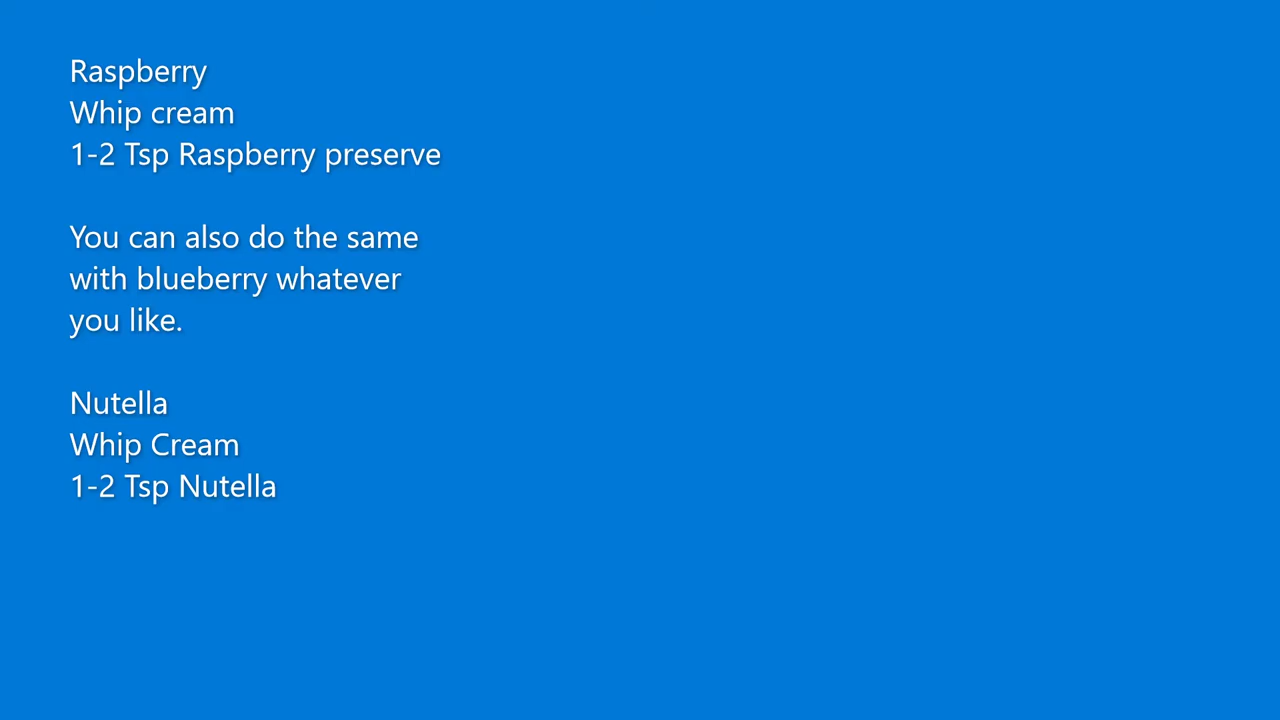 Raspberry
Whip cream
1-2 Tsp Raspberry preserve
You can also do the same
with blueberry whatever
you like.
Nutella
Whip Cream
1-2 Tsp Nutella